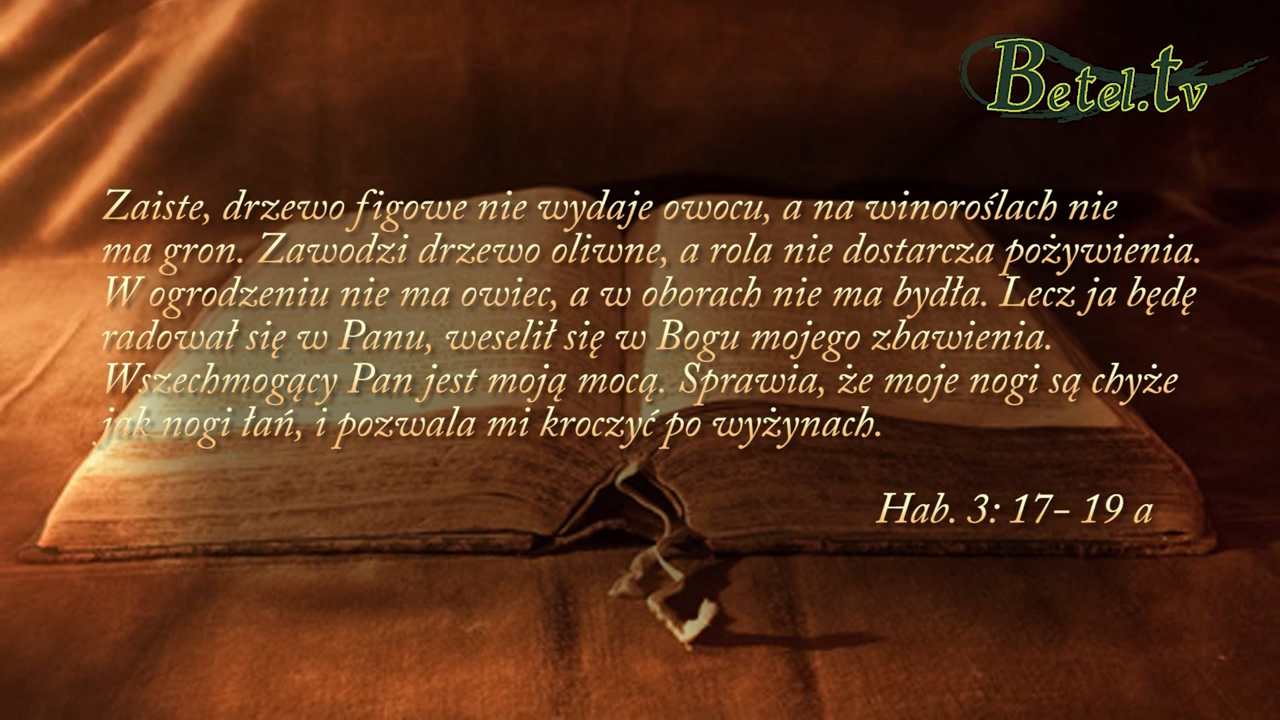 Betel.tv
Zaiste, drzewo figowe nie wydaje owocu, a na winoroślach nie
ma gron. Zawodzi drzewo oliwne, a rola nie dostarcza pożywienia.
W ogrodzeniu nie ma owiec, a w oborach nie ma bydła. Lecz ja będę
radował się w Panu, weselił się w Bogu mojego zbawienia.
Wszechmogący Pan jest moją mocą. Sprawia, że moje nogi są chyże
jak nogi łań, i pozwala mi kroczyć po wyżynach.
Hab. 3: 17- 19 a